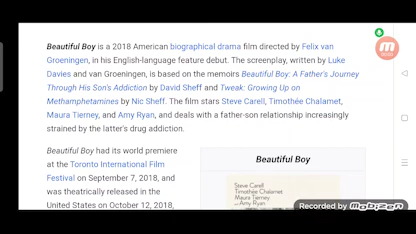 Beautiful Boy is a 2018 American biographical drama film directed by Felix van
Groeningen, in his English-language feature debut. The screenplay, written by Luke
Davies and van Groeningen, is based on the memoirs Beautiful Boy: A Father's Journey
Through His Son's Addiction by David Sheff and Tweak: Growing Up on
Methamphetamines by Nic Sheff. The film stars Steve Carell, Timothée Chalamet,
Maura Tierney, and Amy Ryan, and deals with a father-son relationship increasingly
strained by the latter's drug addiction.
Beautiful Boy had its world premiere
at the Toronto International Film
Festival on September 7, 2018, and
was theatrically released in the
United States on October 12, 2018,
Beautiful Boy
Steve Carell
Timothée Chalamet
Maura Tierney
Amy Ryan
Recorded by mobizen